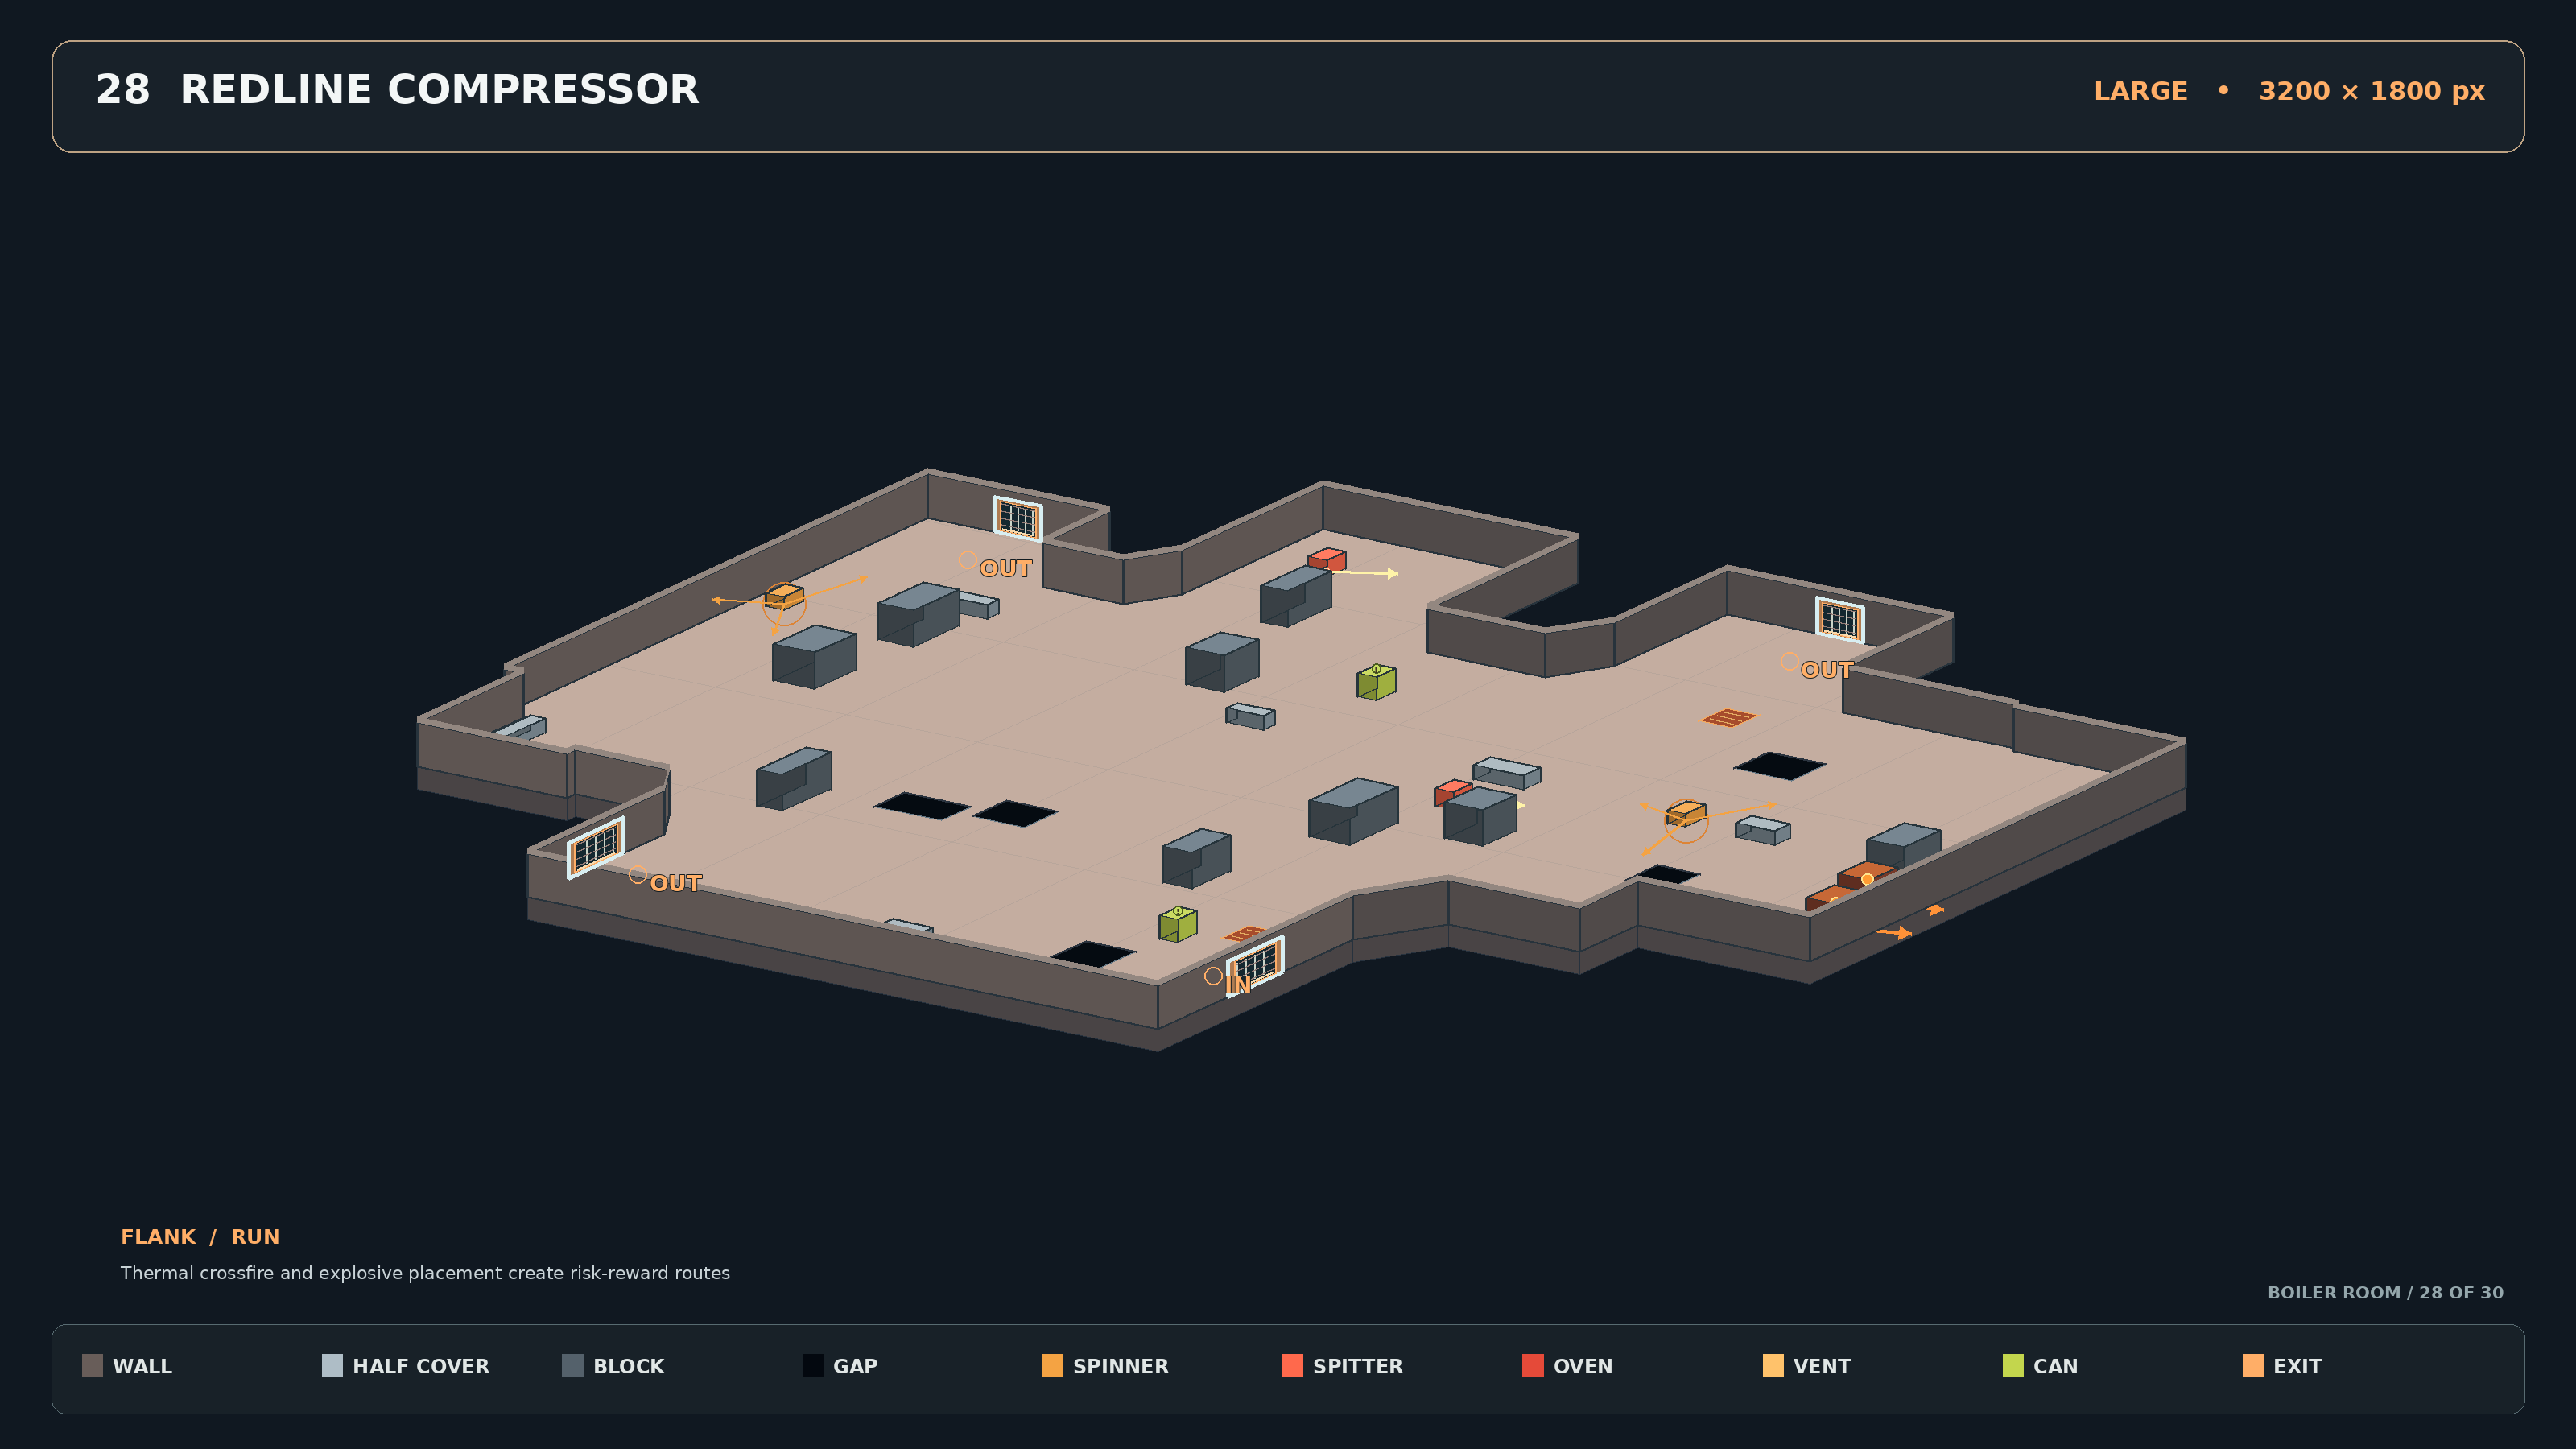 28 REDLINE COMPRESSOR
LARGE • 3200 × 1800 px
OUT
OUT
OUT
IN
FLANK / RUN
Thermal crossfire and explosive placement create risk-reward routes
BOILER ROOM / 28 OF 30
WALL HALF COVER BLOCK GAP SPINNER SPITTER OVEN VENT CAN EXIT